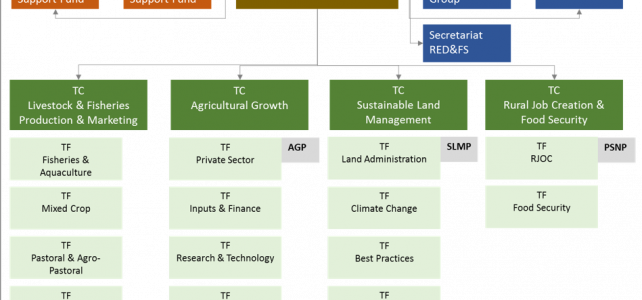 Support Fund
Support Fund
Group
Secretariat
RED&FS
TC
Livestock & Fisheries
Production & Marketing
TC
Agricultural Growth
TC
Sustainable Land
Management
TC
Rural Job Creation &
Food Security
TF
Fisheries &
Aquaculture
TF
Private Sector
AGP
TF
Land Administration
SLMP
TF
RJOC
PSNP
TF
Mixed Crop
TF
Inputs & Finance
TF
Climate Change
TF
Food Security
TF
Pastoral & Agro-
Pastoral
TF
Research & Technology
TF
Best Practices
TF
TF
TF